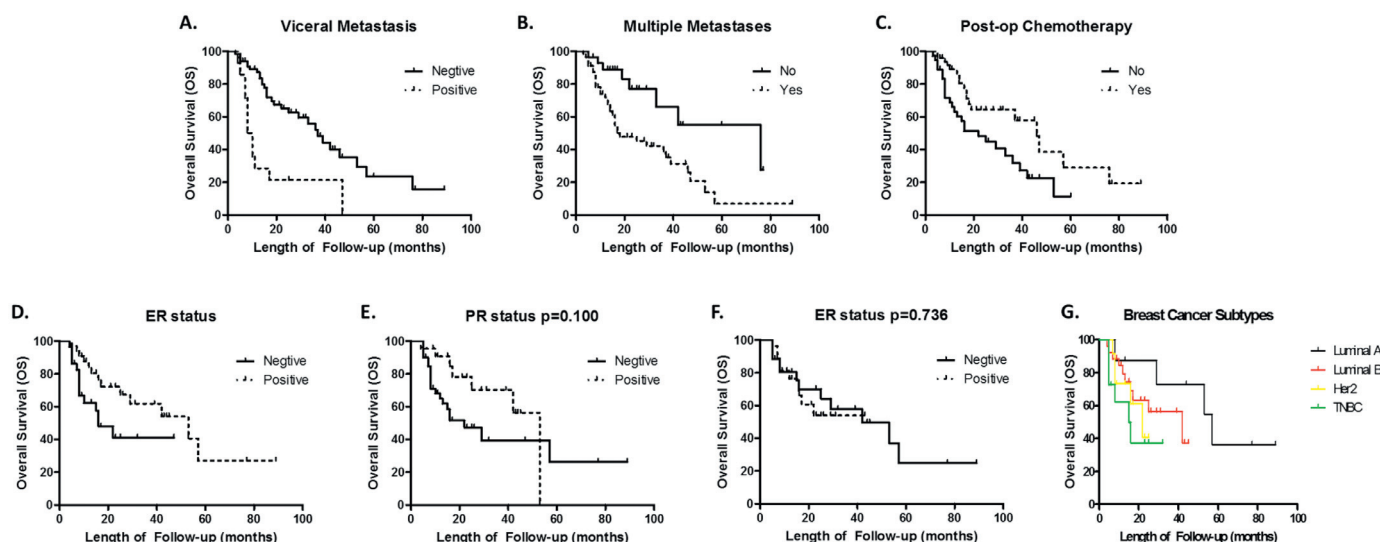 A. Viceral Metastasis
Overall Survival (OS)
100
80
60
40
20
0
0 20 40 60 80 100
Length of Follow-up (months)
Negtive
Positive
B. Multiple Metastases
Overall Survival (OS)
100
80
60
40
20
0
0 20 40 60 80 100
Length of Follow-up (months)
No
Yes
C. Post-op Chemotherapy
Overall Survival (OS)
100
80
60
40
20
0
0 20 40 60 80 100
Length of Follow-up (months)
No
Yes
D. ER status
Overall Survival (OS)
100
80
60
40
20
0
0 20 40 60 80 100
Length of Follow-up (months)
Negtive
Positive
E. PR status p=0.100
Overall Survival (OS)
100
80
60
40
20
0
0 20 40 60 80 100
Length of Follow-up (months)
Negtive
Positive
F. ER status p=0.736
Overall Survival (OS)
100
80
60
40
20
0
0 20 40 60 80 100
Length of Follow-up (months)
Negtive
Positive
G. Breast Cancer Subtypes
Overall Survival (OS)
100
80
60
40
20
0
0 20 40 60 80 100
Length of Follow-up (months)
Luminal A
Luminal B
Her2
TNBC